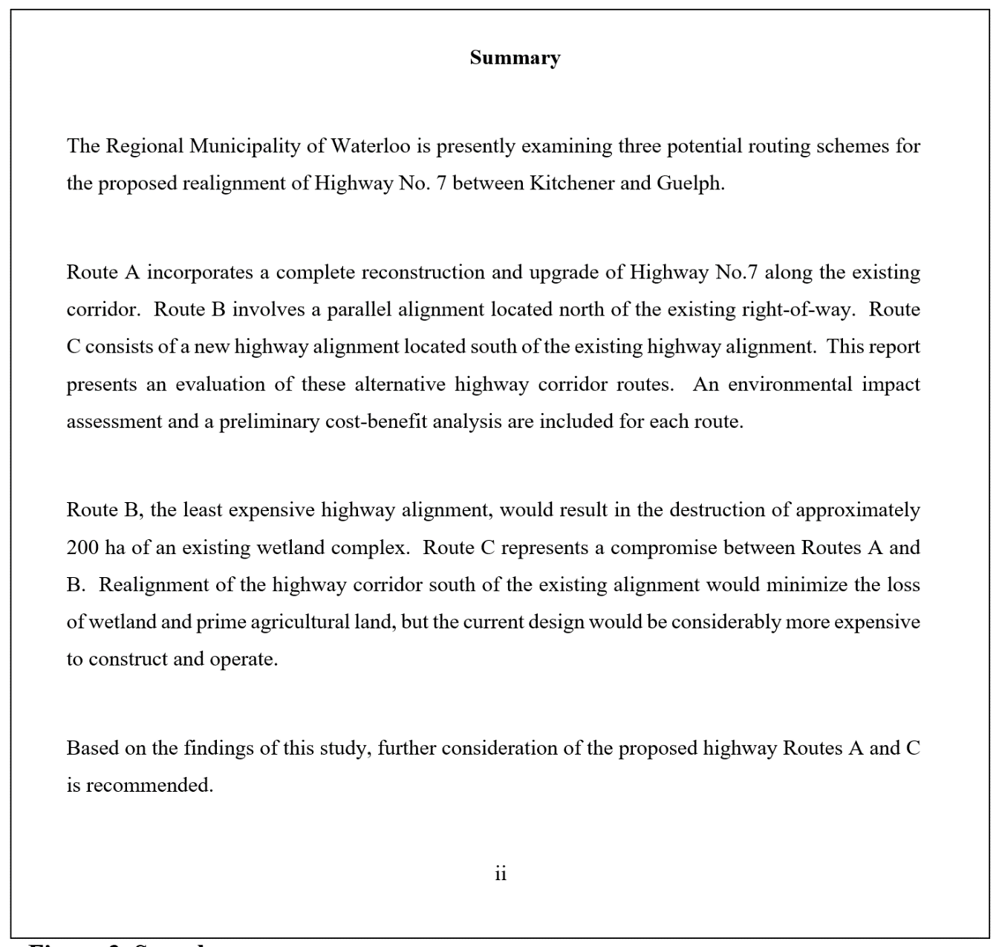 Summary
The Regional Municipality of Waterloo is presently examining three potential routing schemes for
the proposed realignment of Highway No. 7 between Kitchener and Guelph.
Route A incorporates a complete reconstruction and upgrade of Highway No.7 along the existing
corridor.  Route B involves a parallel alignment located north of the existing right-of-way.  Route
C consists of a new highway alignment located south of the existing highway alignment.  This report
presents an evaluation of these alternative highway corridor routes.  An environmental impact
assessment and a preliminary cost-benefit analysis are included for each route.
Route B, the least expensive highway alignment, would result in the destruction of approximately
200 ha of an existing wetland complex.  Route C represents a compromise between Routes A and
B.  Realignment of the highway corridor south of the existing alignment would minimize the loss
of wetland and prime agricultural land, but the current design would be considerably more expensive
to construct and operate.
Based on the findings of this study, further consideration of the proposed highway Routes A and C
is recommended.
ii